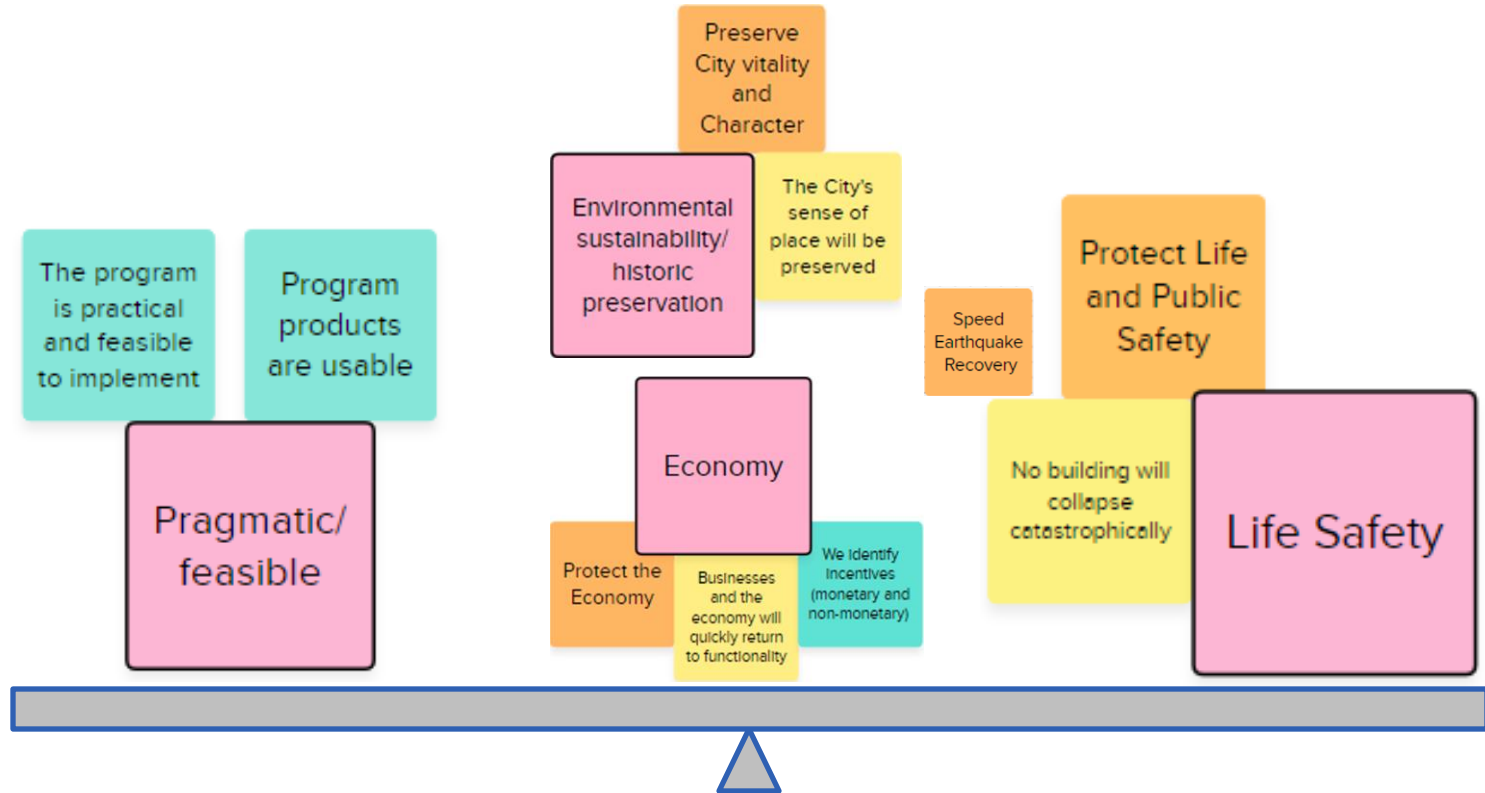 Preserve
City vitality
and
Character
Environmental
sustainability/
historic
preservation
The City's
sense of
place will be
preserved
The program
is practical
and feasible
to implement
Program
products
are usable
Pragmatic/
feasible
Economy
Protect the
Economy
Businesses
and the
economy will
quickly return
to functionality
We identify
incentives
(monetary and
non-monetary)
Speed
Earthquake
Recovery
Protect Life
and Public
Safety
No building will
collapse
catastrophically
Life Safety